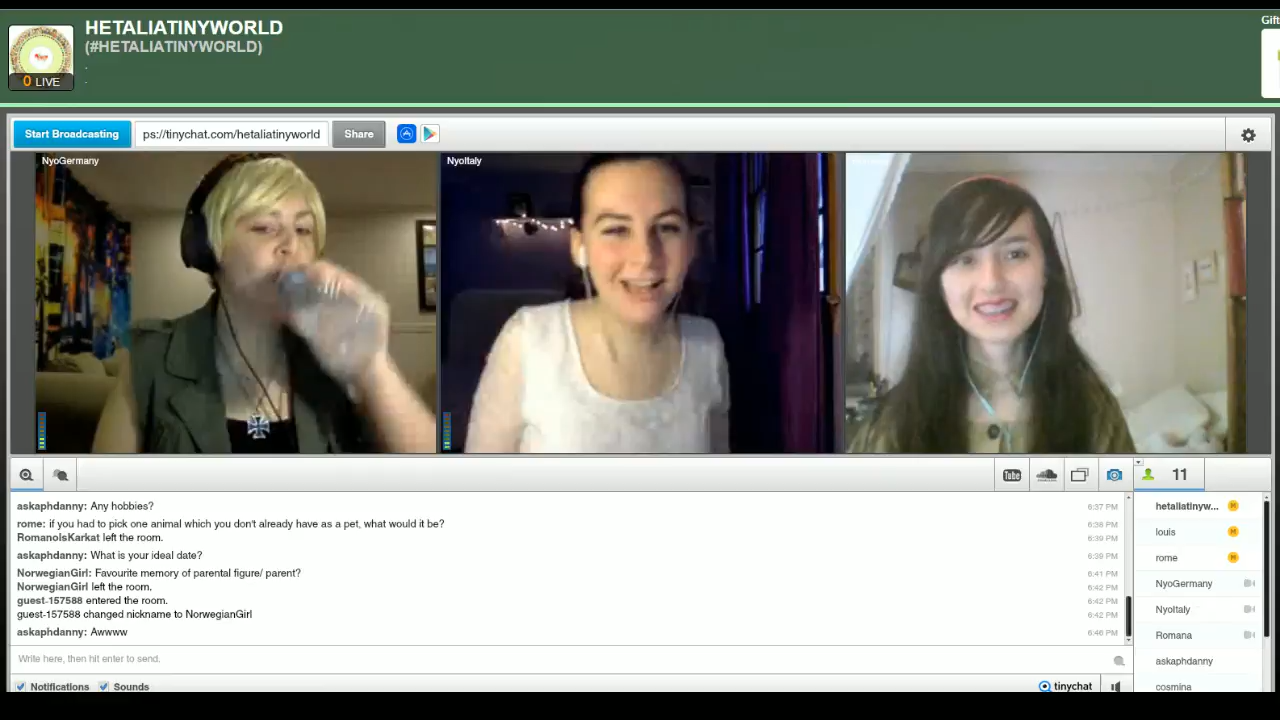 HETALIATINYWORLD
(#HETALIATINYWORLD)
0 LIVE
Gift
Start Broadcasting
ps://tinychat.com/hetaliatinyworld
Share
NyoGermany
NyoItaly
You Tube
11
askaphdanny: Any hobbies? 6:37 PM
rome: if you had to pick one animal which you don't already have as a pet, what would it be? 6:38 PM
RomanoIsKarkat left the room. 6:39 PM
askaphdanny: What is your ideal date? 6:39 PM
NorwegianGirl: Favourite memory of parental figure/ parent? 6:41 PM
NorwegianGirl left the room. 6:42 PM
guest-157588 entered the room. 6:42 PM
guest-157588 changed nickname to NorwegianGirl 6:42 PM
askaphdanny: Awwww 6:46 PM
hetaliatinyw...
louis
rome
NyoGermany
NyoItaly
Romana
askaphdanny
cosmina
Write here, then hit enter to send.
Notifications
Sounds
tinychat